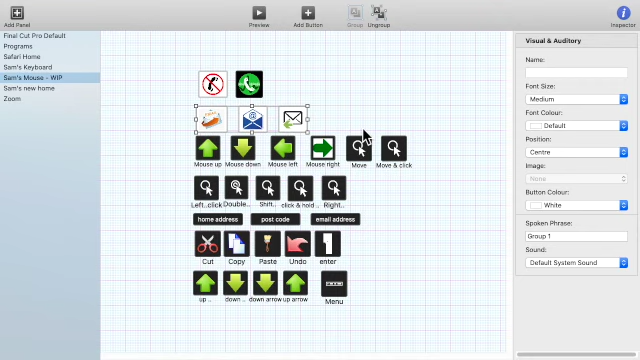 Add Panel
Preview
Add Button
Group
Ungroup
Inspector
Final Cut Pro Default
Programs
Safari Home
Sam's Keyboard
Sam's Mouse - WIP
Sam's new home
Zoom
Mouse up
Mouse down
Mouse left
Mouse right
Move
Move & click
Left..click
Double..
Shift..
click & hold ..
Right..
home address
post code
email address
Cut
Copy
Paste
Undo
enter
up ..
down ..
down arrow
up arrow
Menu
Visual & Auditory
Name:
Font Size:
Medium
Font Colour:
Default
Position:
Centre
Image:
None
Button Colour:
White
Spoken Phrase:
Group 1
Sound:
Default System Sound